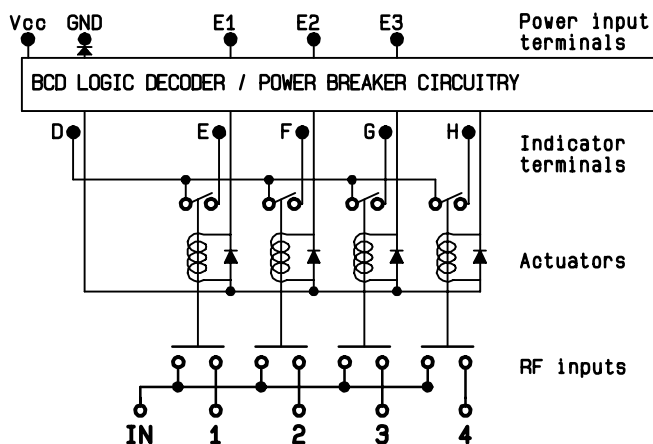 Vcc GND E1 E2 E3 Power input
terminals
BCD LOGIC DECODER / POWER BREAKER CIRCUITRY
D E F G H Indicator
terminals
Actuators
RF inputs
IN 1 2 3 4